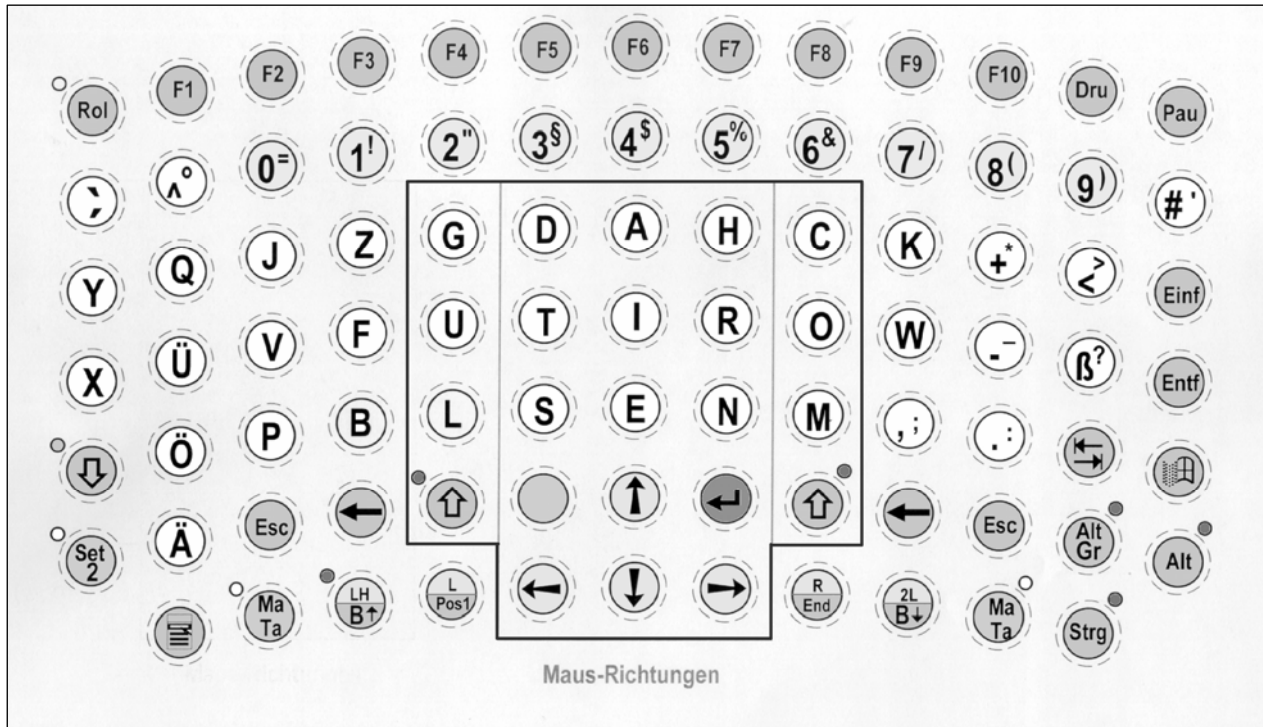 Rol F1 F2 F3 F4 F5 F6 F7 F8 F9 F10 Dru Pau
` ´ ^ ° 0 = 1 ! 2 " 3 § 4 $ 5 % 6 & 7 / 8 ( 9 ) # '
Y Q J Z G D A H C K + * < > Einf
X Ü V F U T I R O W - _ ß ? Entf
Ö P B L S E N M , ; . :
Set 2 Ä Esc Esc Alt Gr Alt
Ma Ta LH B↑ L Pos1 R End 2L B↓ Ma Ta Strg
Maus-Richtungen